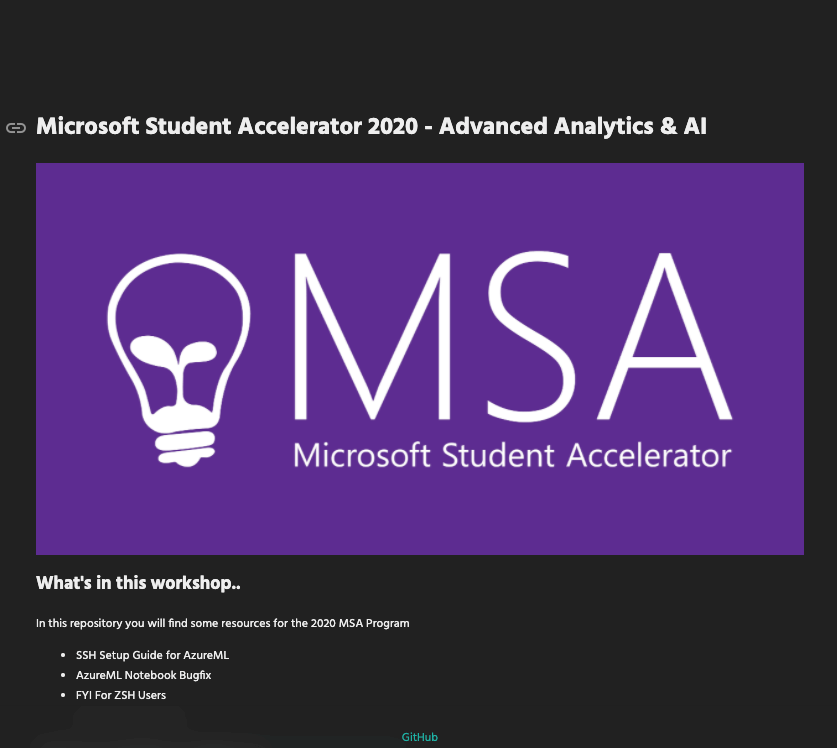 Microsoft Student Accelerator 2020 - Advanced Analytics & AI
MSA
Microsoft Student Accelerator
What's in this workshop..
In this repository you will find some resources for the 2020 MSA Program
SSH Setup Guide for AzureML
AzureML Notebook Bugfix
FYI For ZSH Users
GitHub